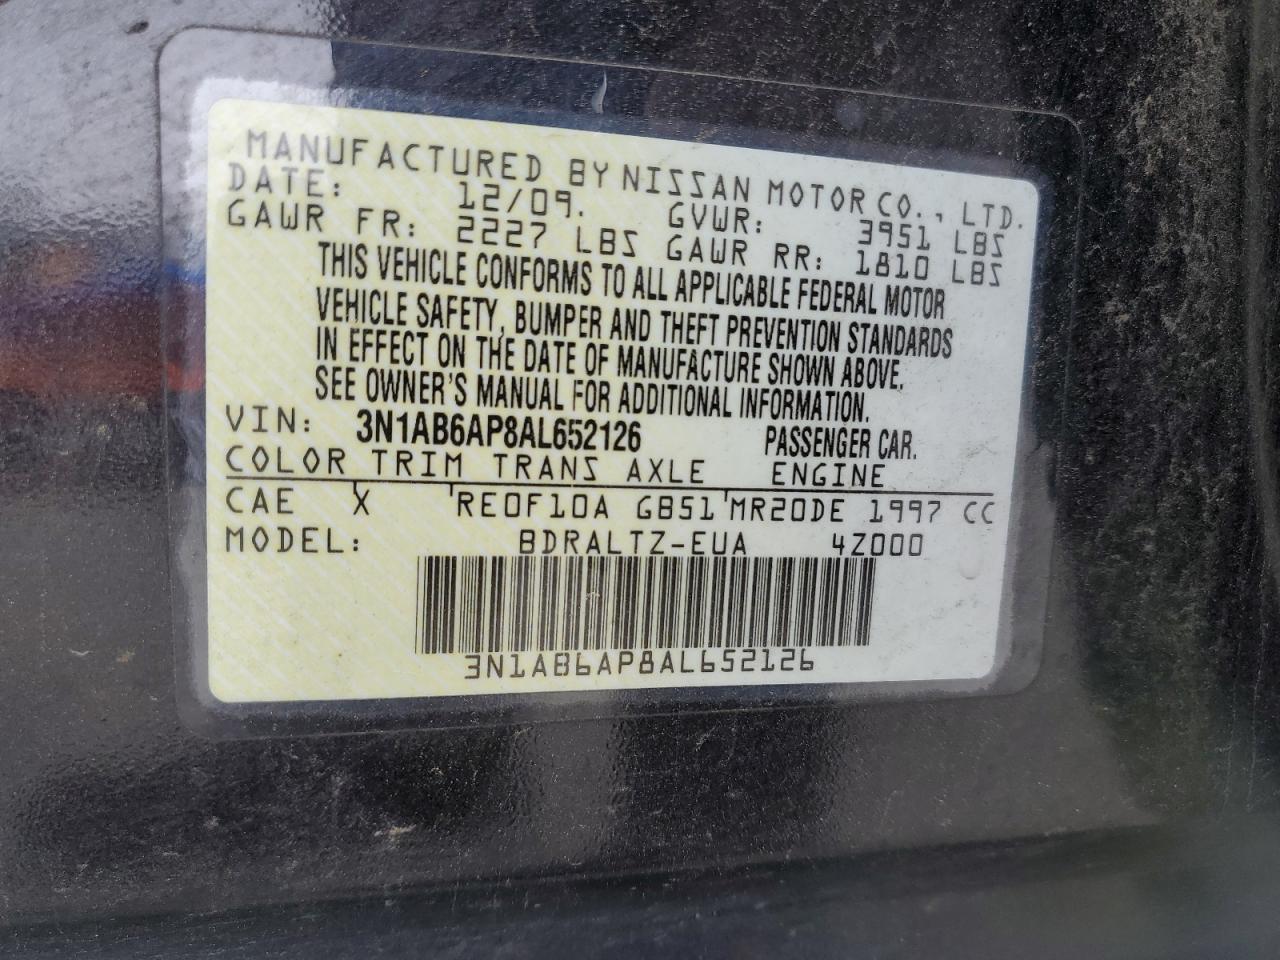 MANUFACTURED BY NISSAN MOTOR CO., LTD.
DATE: 12/09. GVWR: 3951 LBS
GAWR FR: 2227 LBS GAWR RR: 1810 LBS
THIS VEHICLE CONFORMS TO ALL APPLICABLE FEDERAL MOTOR
VEHICLE SAFETY, BUMPER AND THEFT PREVENTION STANDARDS
IN EFFECT ON THE DATE OF MANUFACTURE SHOWN ABOVE.
SEE OWNER'S MANUAL FOR ADDITIONAL INFORMATION.
VIN: 3N1AB6AP8AL652126 PASSENGER CAR.
COLOR TRIM TRANS AXLE ENGINE
CAE X RE0F10A GB51 MR20DE 1997 CC
MODEL: BDRALTZ-EUA 4Z000
3N1AB6AP8AL652126